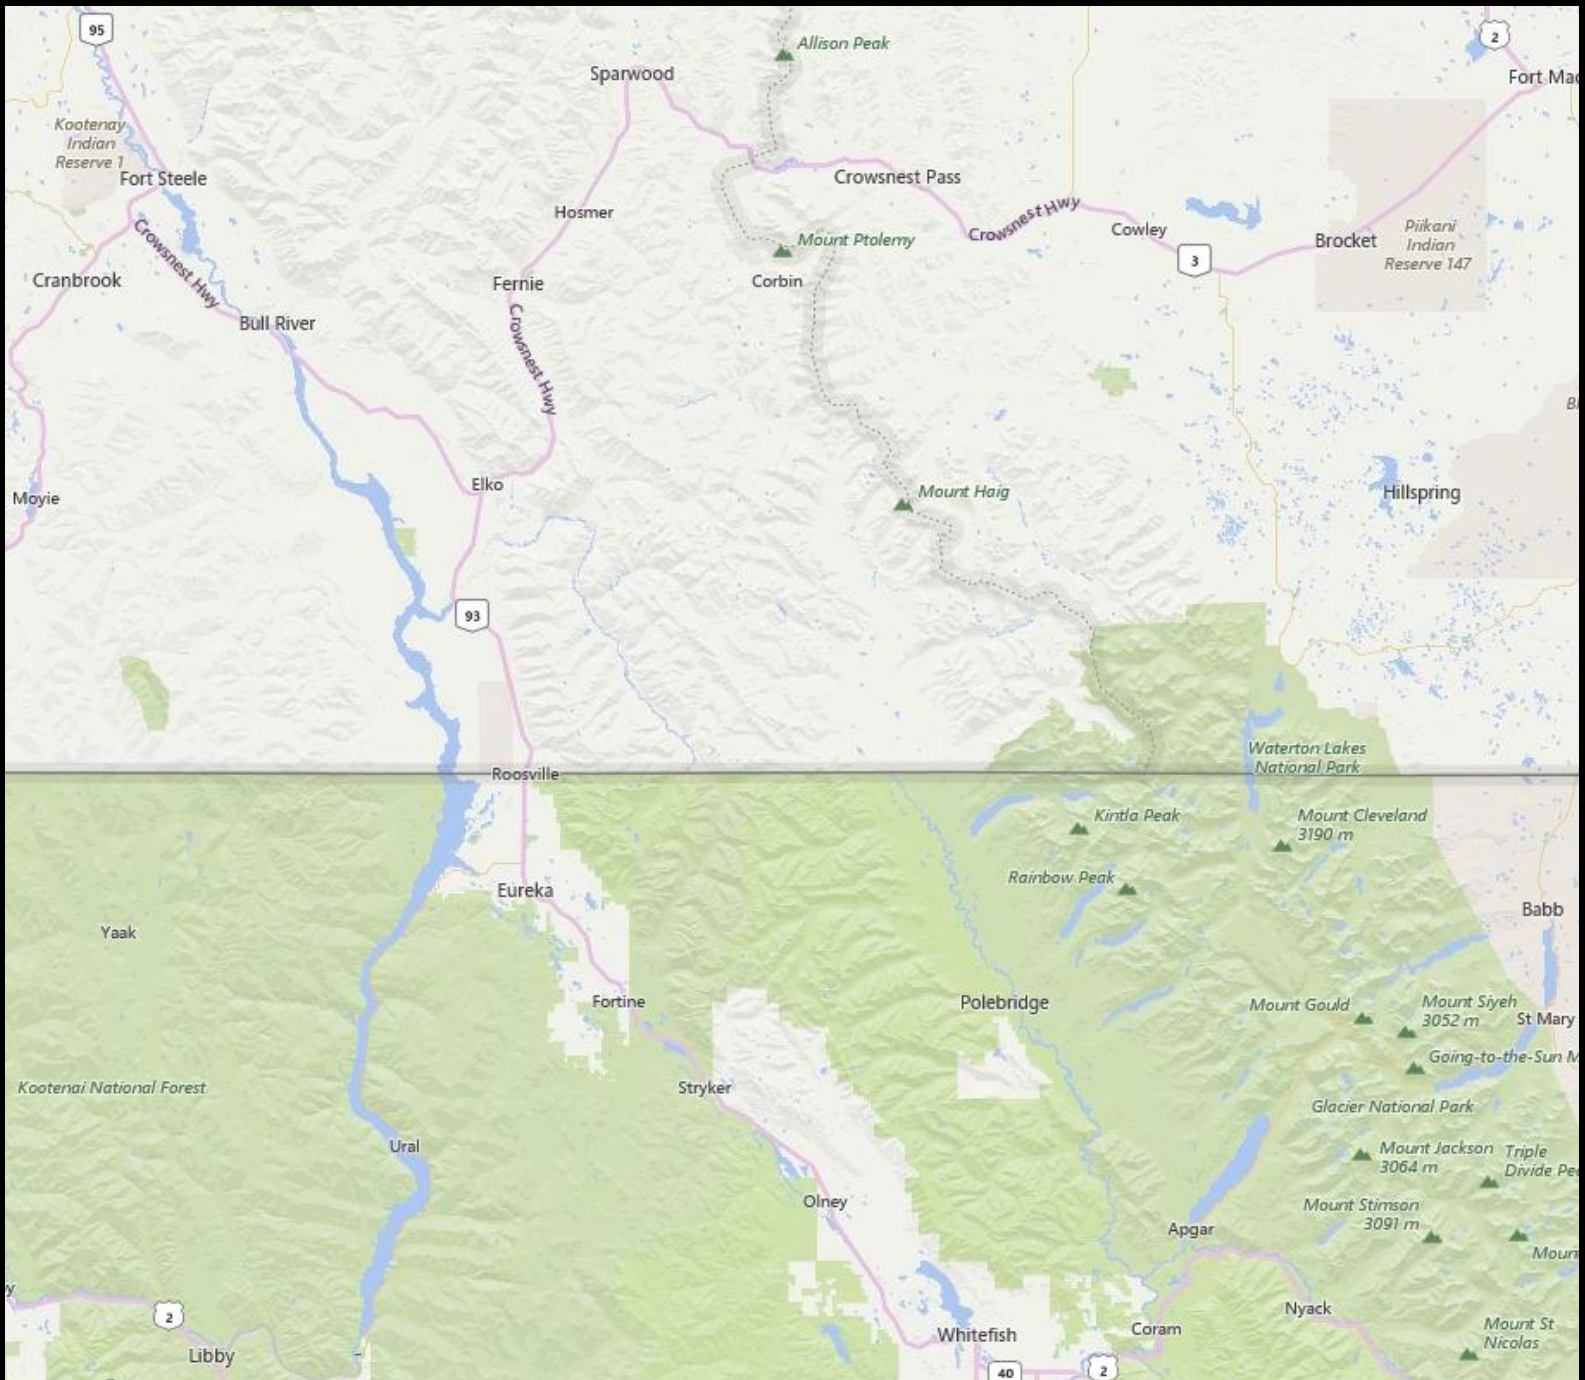 95
Allison Peak
2
Sparwood
Fort Mac
Kootenay
Indian
Reserve 1
Fort Steele
Crowsnest Pass
Hosmer
Crowsnest Hwy
Crowsnest Hwy
Cowley
Brocket
Piikani
Indian
Reserve 147
Mount Ptolemy
3
Cranbrook
Fernie
Corbin
Bull River
Crowsnest Hwy
Bl
Elko
Moyie
Mount Haig
Hillspring
93
Waterton Lakes
National Park
Roosville
Kintla Peak
Mount Cleveland
3190 m
Rainbow Peak
Eureka
Babb
Yaak
Fortine
Polebridge
Mount Gould
Mount Siyeh
3052 m
St Mary
Going-to-the-Sun M
Kootenai National Forest
Stryker
Glacier National Park
Ural
Mount Jackson
3064 m
Triple
Divide Pea
Olney
Mount Stimson
3091 m
Apgar
Moun
y
2
Nyack
Whitefish
Coram
Mount St
Nicolas
Libby
40
2